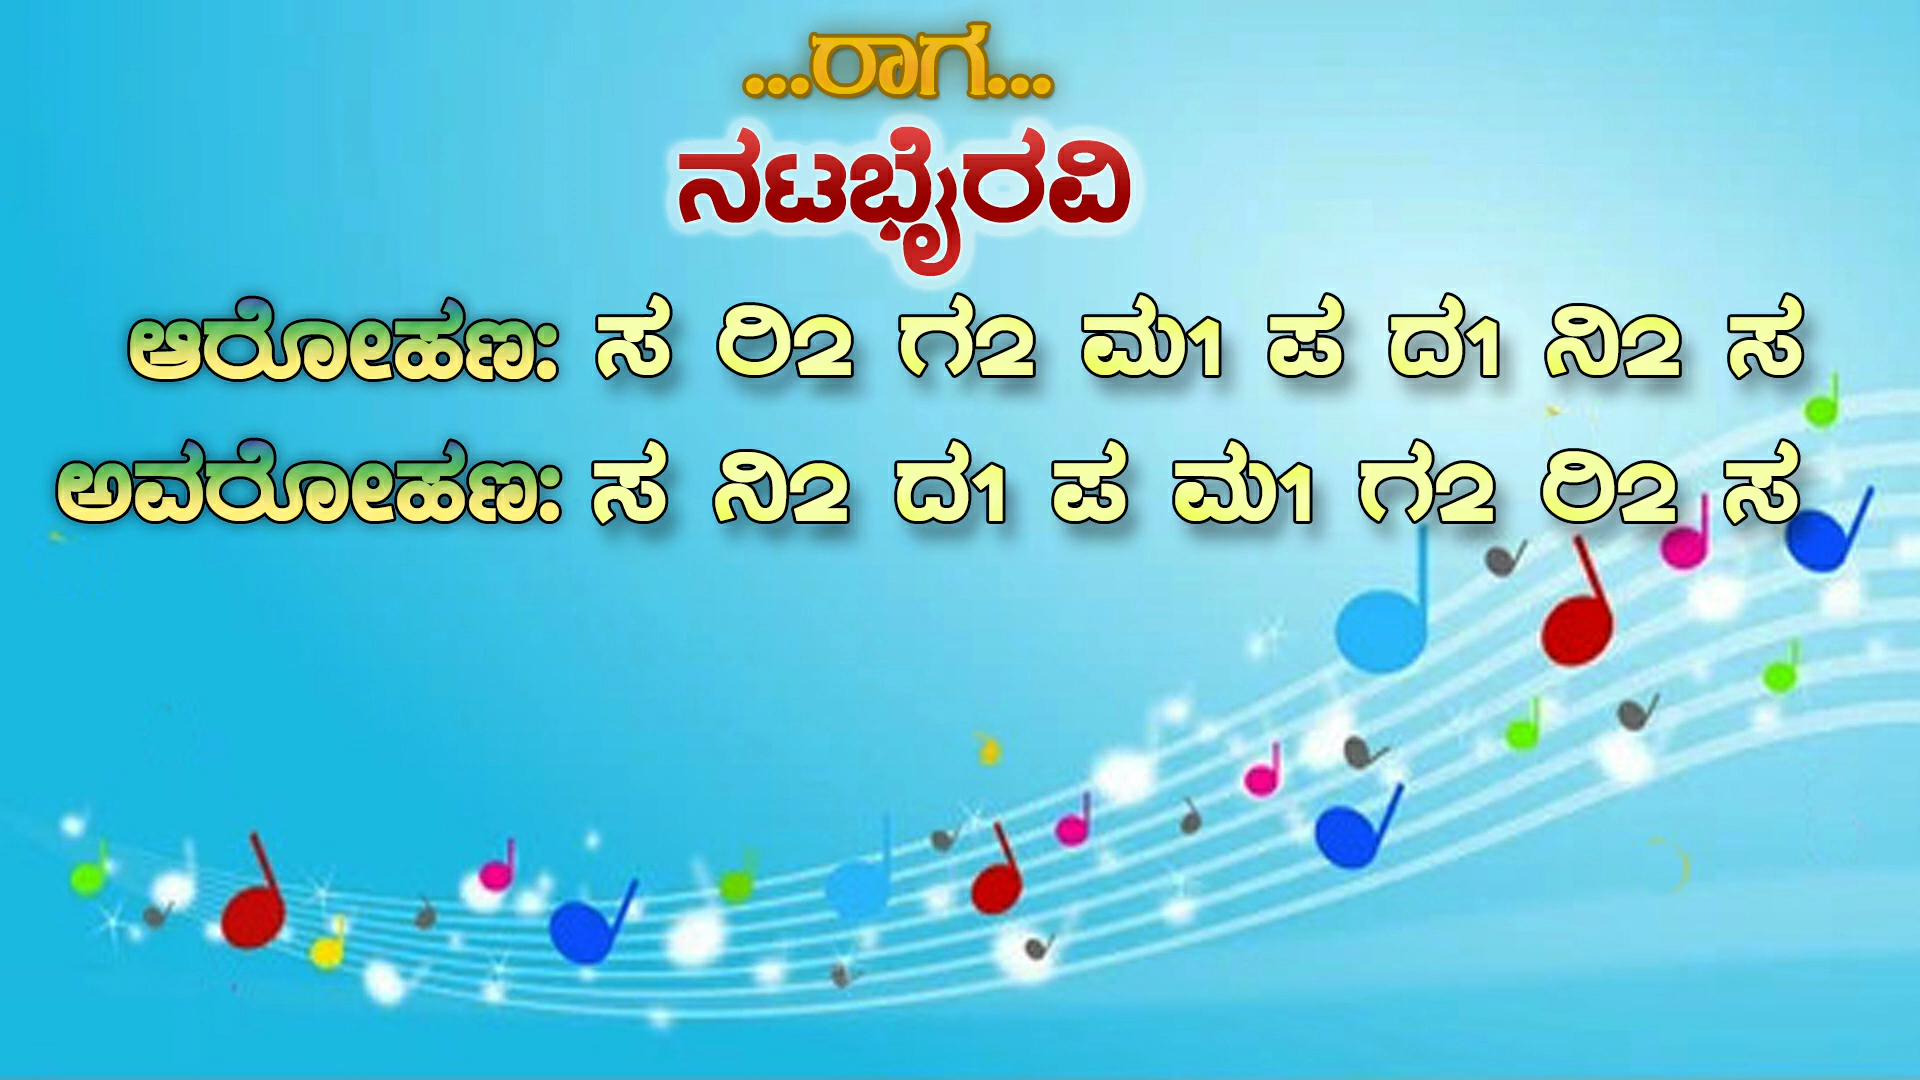 ...ರಾಗ...
ನಟಭೈರವಿ
ಆರೋಹಣ: ಸ ರಿ2 ಗ2 ಮ1 ಪ ದ1 ನಿ2 ಸ
ಅವರೋಹಣ: ಸ ನಿ2 ದ1 ಪ ಮ1 ಗ2 ರಿ2 ಸ